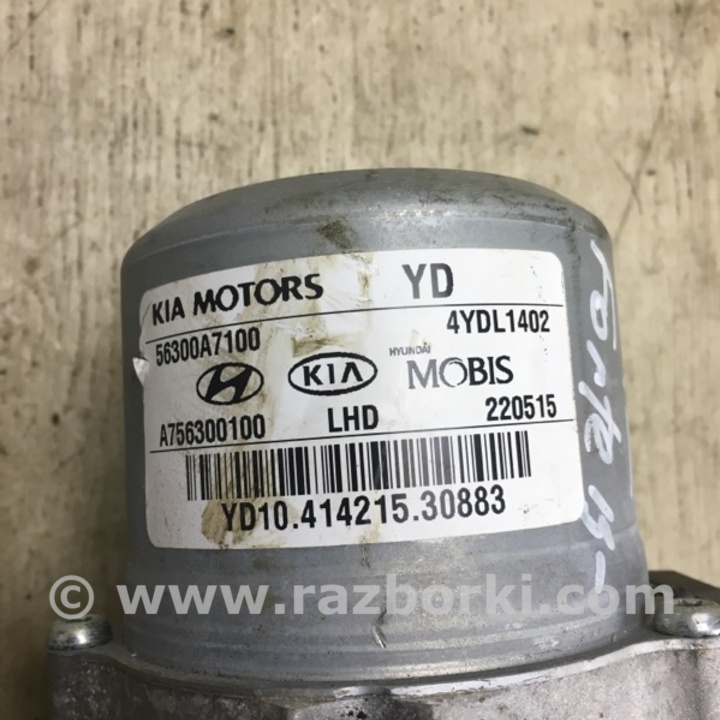 KIA MOTORS YD
56300A7100 4YDL1402
KIA HYUNDAI MOBIS
A756300100 LHD 220515
YD10.414215.30883
© www.razborki.com